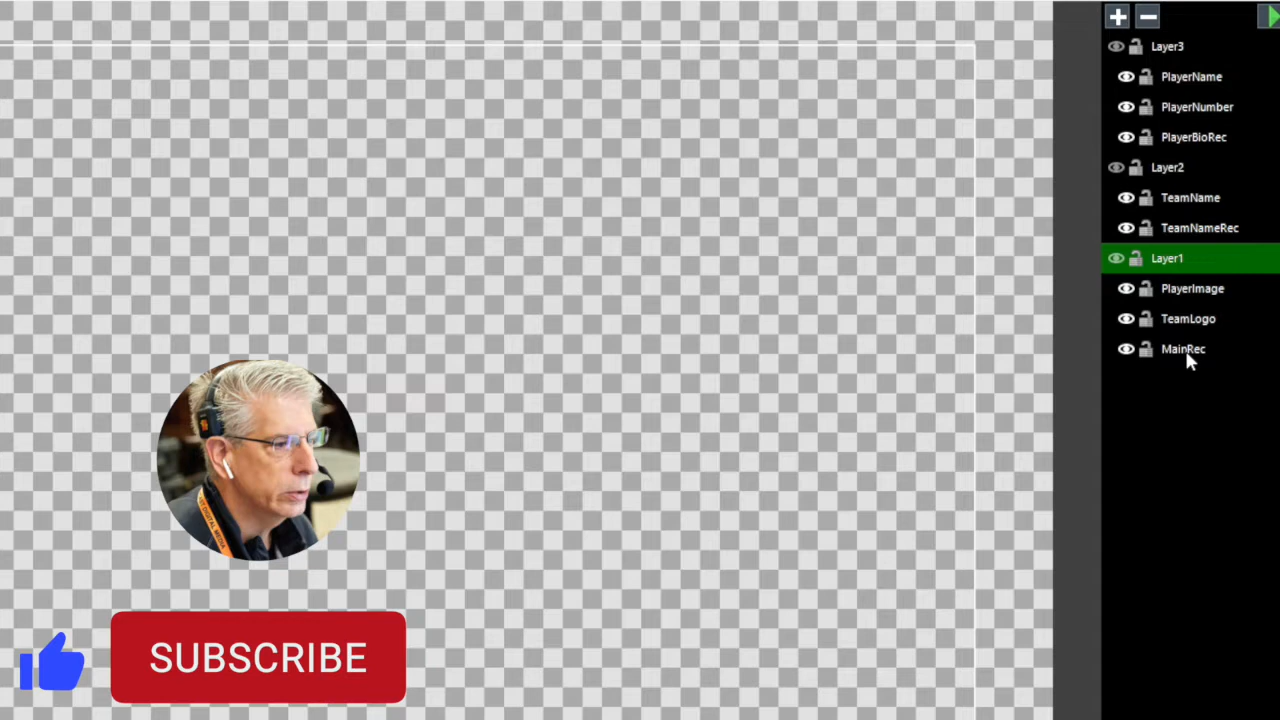 Layer3
PlayerName
PlayerNumber
PlayerBioRec
Layer2
TeamName
TeamNameRec
Layer1
PlayerImage
TeamLogo
MainRec
SUBSCRIBE